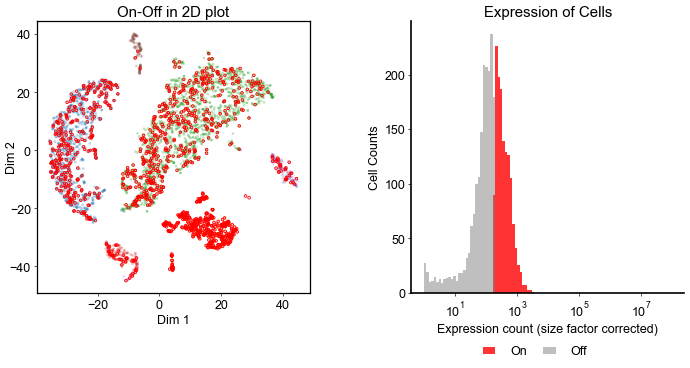 On-Off in 2D plot
40
20
0
−20
−40
−20
0
20
40
Dim 2
Dim 1
Expression of Cells
200
150
100
50
0
10^1
10^3
10^5
10^7
Cell Counts
Expression count (size factor corrected)
On
Off